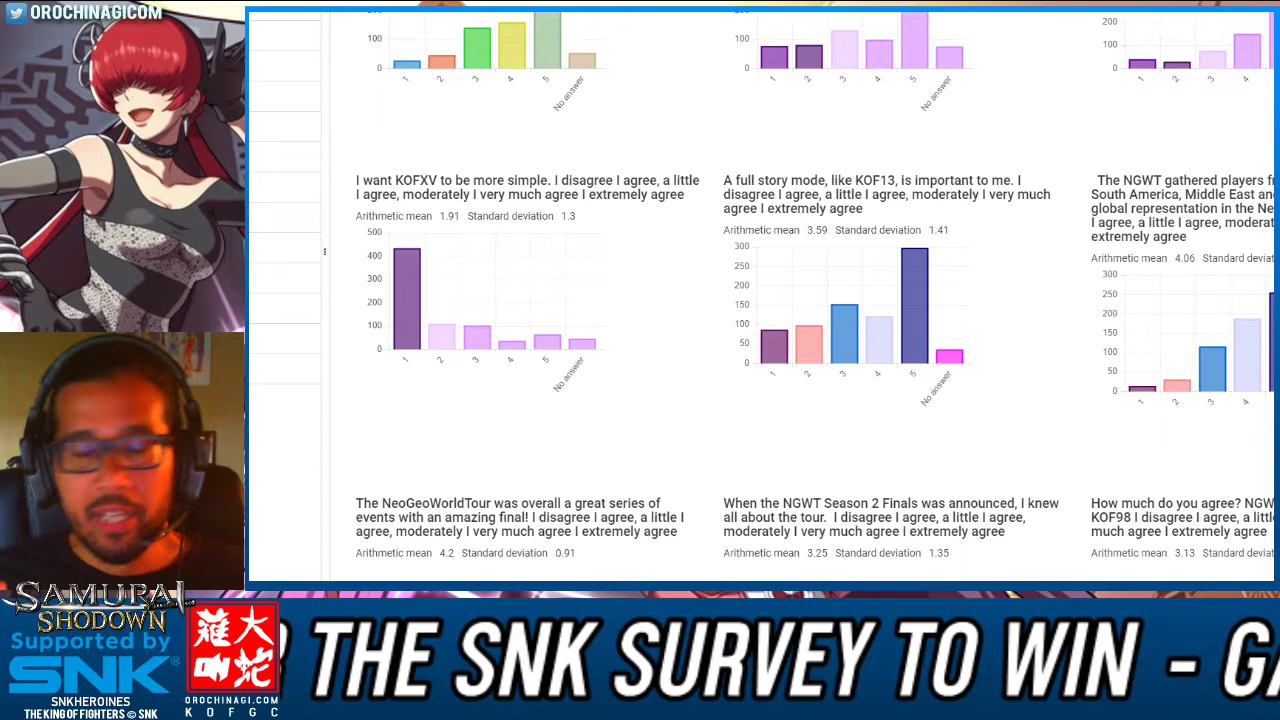 OROCHINAGICOM
100
0
1
2
3
4
5
No answer
100
0
1
2
3
4
5
No answer
200
100
0
1
2
3
4
I want KOFXV to be more simple. I disagree I agree, a little
I agree, moderately I very much agree I extremely agree
Arithmetic mean 1.91 Standard deviation 1.3
500
400
300
200
100
0
1
2
3
4
5
No answer
A full story mode, like KOF13, is important to me. I
disagree I agree, a little I agree, moderately I very much
agree I extremely agree
Arithmetic mean 3.59 Standard deviation 1.41
300
250
200
150
100
50
0
1
2
3
4
5
No answer
The NGWT gathered players
South America, Middle East
global representation in the
I agree, a little I agree,
extremely agree
Arithmetic mean 4.06 Standard
300
250
200
150
100
50
0
1
2
3
4
The NeoGeoWorldTour was overall a great series of
events with an amazing final! I disagree I agree, a little I
agree, moderately I very much agree I extremely agree
Arithmetic mean 4.2 Standard deviation 0.91
When the NGWT Season 2 Finals was announced, I knew
all about the tour. I disagree I agree, a little I agree,
moderately I very much agree I extremely agree
Arithmetic mean 3.25 Standard deviation 1.35
How much do you agree?
KOF98 I disagree I agree, a
much agree I extremely agree
Arithmetic mean 3.13 Standard
SAMURAI
SHODOWN
Supported by
SNK®
SNKHEROINES
THE KING OF FIGHTERS © SNK
大蛇
OROCHINAGI.COM
KOFGC
THE SNK SURVEY TO WIN -